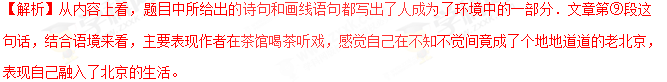 【解析】从内容上看，题目中所给出的诗句和画线语句都写出了人成为了环境中的一部分．文章第⑨段这
句话，结合语境来看，主要表现作者在茶馆喝茶听戏，感觉自己在不知不觉间竟成了个地地道道的老北京，
表现自己融入了北京的生活。